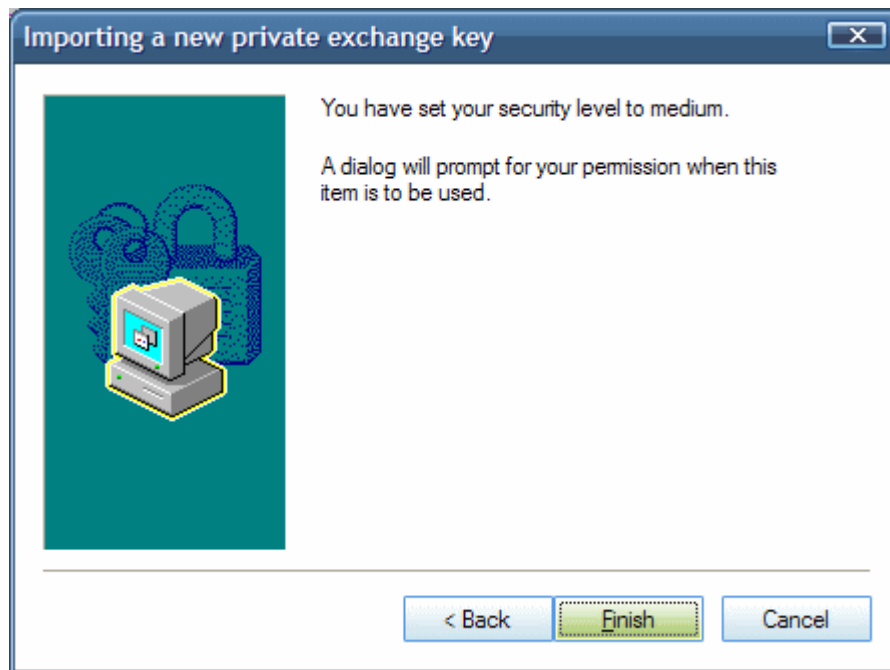 Importing a new private exchange key
You have set your security level to medium.
A dialog will prompt for your permission when this
item is to be used.
< Back
Finish
Cancel